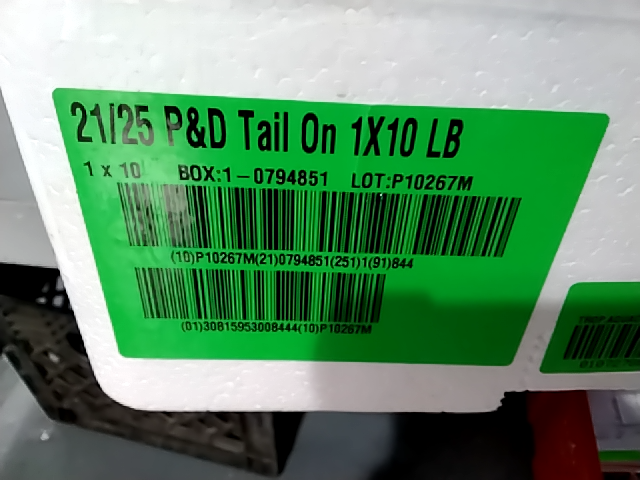 21/25 P&D Tail On 1X10 LB
1 x 10 BOX:1-0794851 LOT:P10267M
(10)P10267M(21)0794851(251)1(91)844
(01)30815953008444(10)P10267M